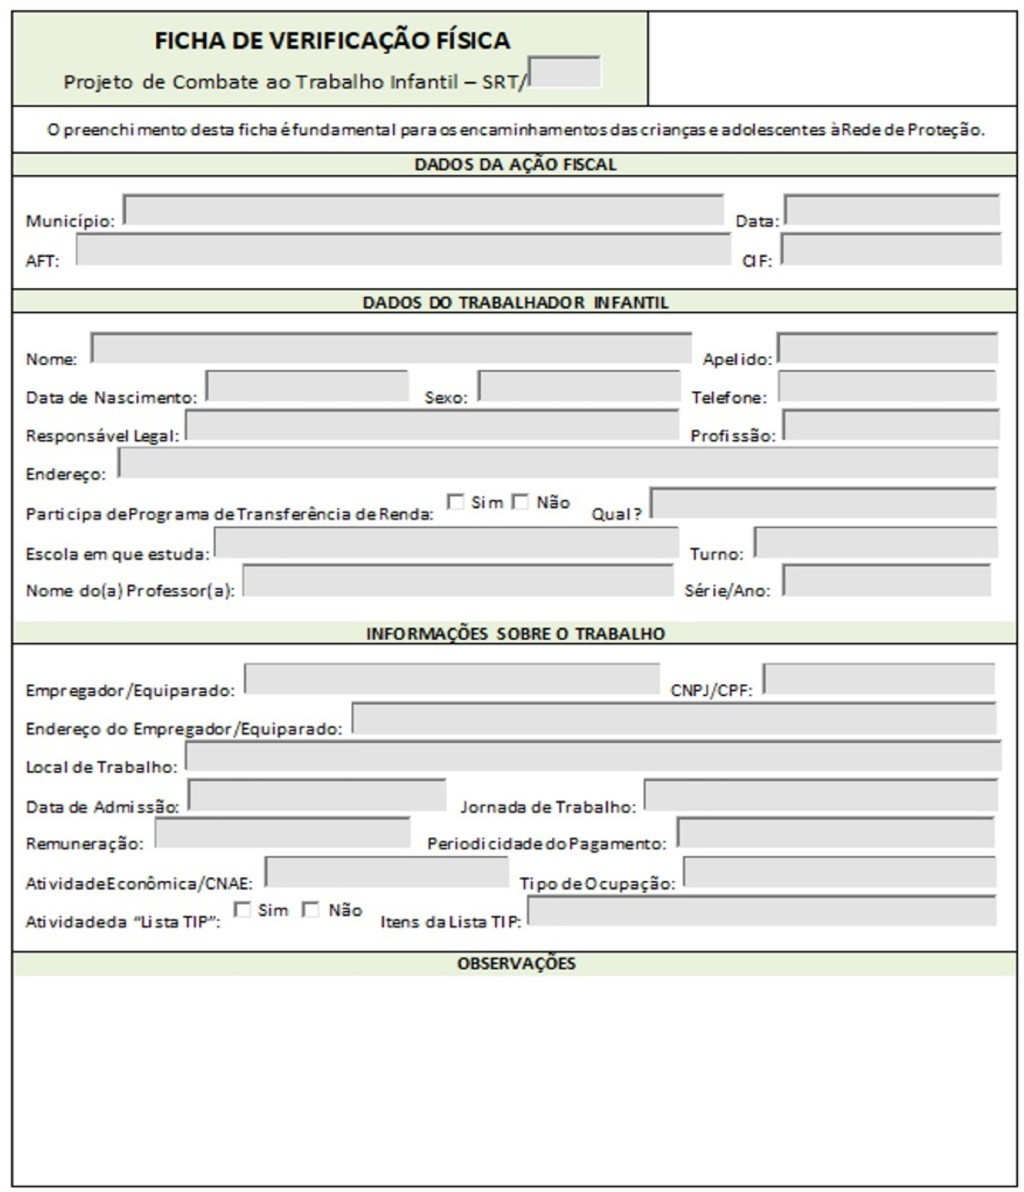 FICHA DE VERIFICAÇÃO FÍSICA
Projeto de Combate ao Trabalho Infantil – SRT/
O preenchimento desta ficha é fundamental para os encaminhamentos das crianças e adolescentes à Rede de Proteção.
DADOS DA AÇÃO FISCAL
Município: Data:
AFT: CIF:
DADOS DO TRABALHADOR INFANTIL
Nome: Apelido:
Data de Nascimento: Sexo: Telefone:
Responsável Legal: Profissão:
Endereço:
Participa de Programa de Transferência de Renda: Sim Não Qual?
Escola em que estuda: Turno:
Nome do(a) Professor(a): Série/Ano:
INFORMAÇÕES SOBRE O TRABALHO
Empregador/Equiparado: CNPJ/CPF:
Endereço do Empregador/Equiparado:
Local de Trabalho:
Data de Admissão: Jornada de Trabalho:
Remuneração: Periodicidade do Pagamento:
Atividade Econômica/CNAE: Tipo de Ocupação:
Atividade da “Lista TIP”: Sim Não Itens da Lista TIP:
OBSERVAÇÕES